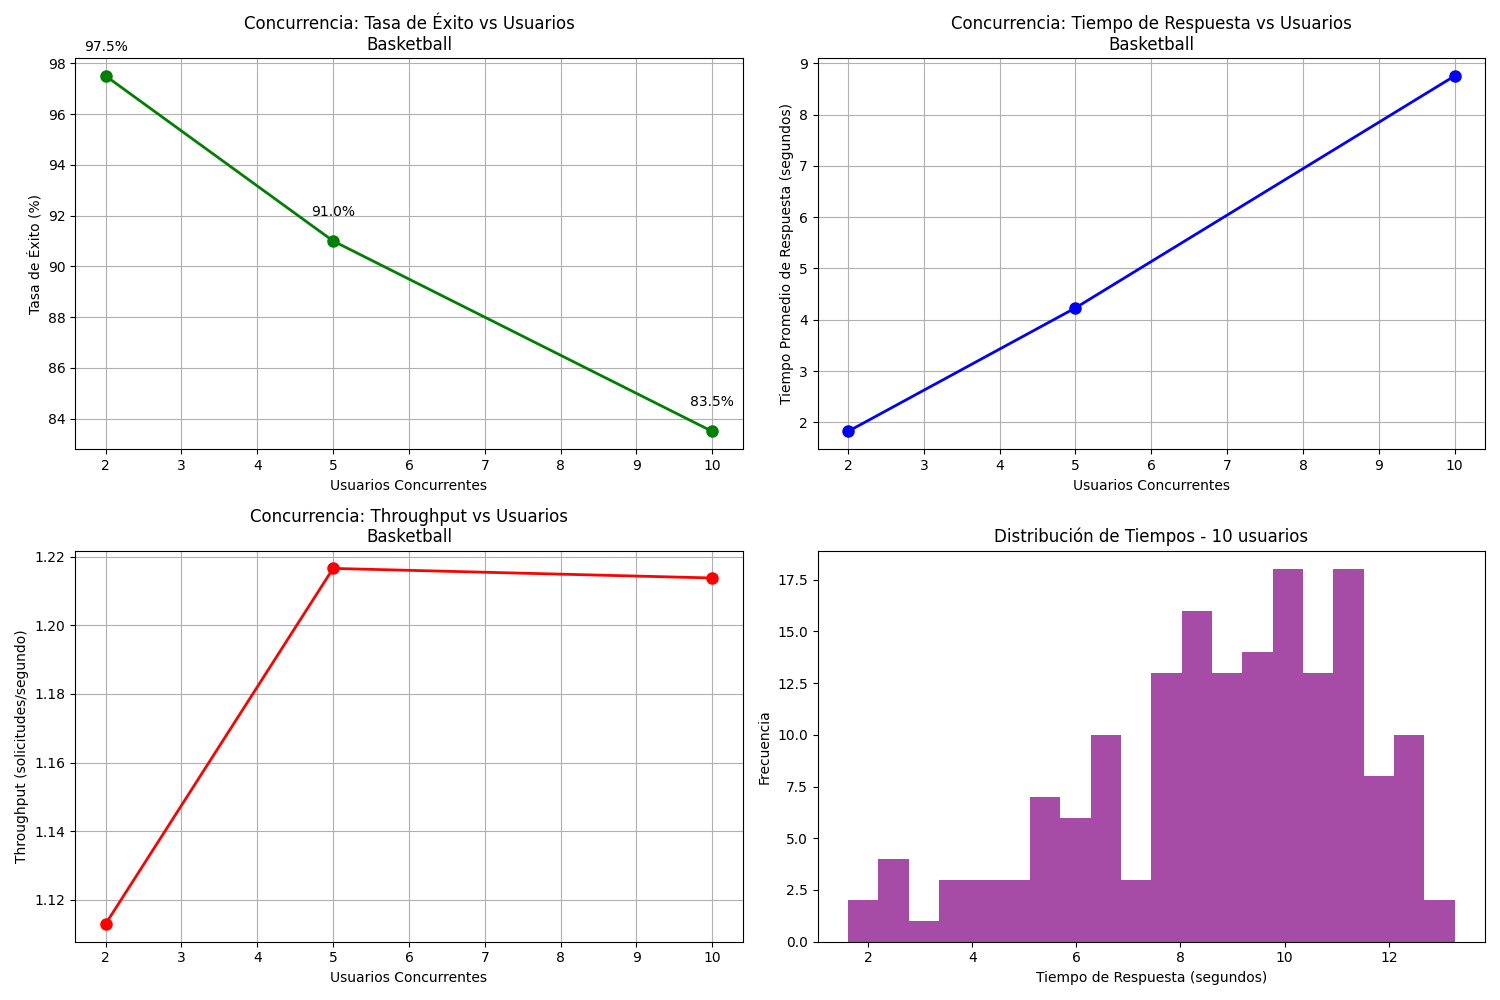 Concurrencia: Tasa de Éxito vs Usuarios
Basketball
97.5%
91.0%
83.5%
98
96
94
92
90
88
86
84
Tasa de Éxito (%)
2 3 4 5 6 7 8 9 10
Usuarios Concurrentes
Concurrencia: Tiempo de Respuesta vs Usuarios
Basketball
9
8
7
6
5
4
3
2
Tiempo Promedio de Respuesta (segundos)
2 3 4 5 6 7 8 9 10
Usuarios Concurrentes
Concurrencia: Throughput vs Usuarios
Basketball
1.22
1.20
1.18
1.16
1.14
1.12
Throughput (solicitudes/segundo)
2 3 4 5 6 7 8 9 10
Usuarios Concurrentes
Distribución de Tiempos - 10 usuarios
17.5
15.0
12.5
10.0
7.5
5.0
2.5
0.0
Frecuencia
2 4 6 8 10 12
Tiempo de Respuesta (segundos)